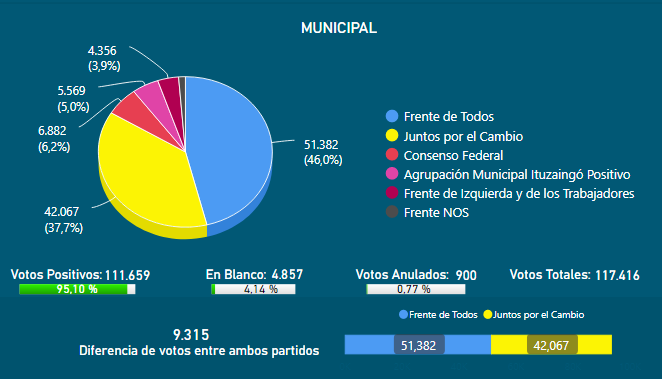 MUNICIPAL
4.356
(3,9%)
5.569
(5,0%)
6.882
(6,2%)
51.382
(46,0%)
42.067
(37,7%)
Frente de Todos
Juntos por el Cambio
Consenso Federal
Agrupación Municipal Ituzaingó Positivo
Frente de Izquierda y de los Trabajadores
Frente NOS
Votos Positivos: 111.659
95,10 %
En Blanco: 4.857
4,14 %
Votos Anulados: 900
0,77 %
Votos Totales: 117.416
9.315
Diferencia de votos entre ambos partidos
Frente de Todos
Juntos por el Cambio
51,382
42,067